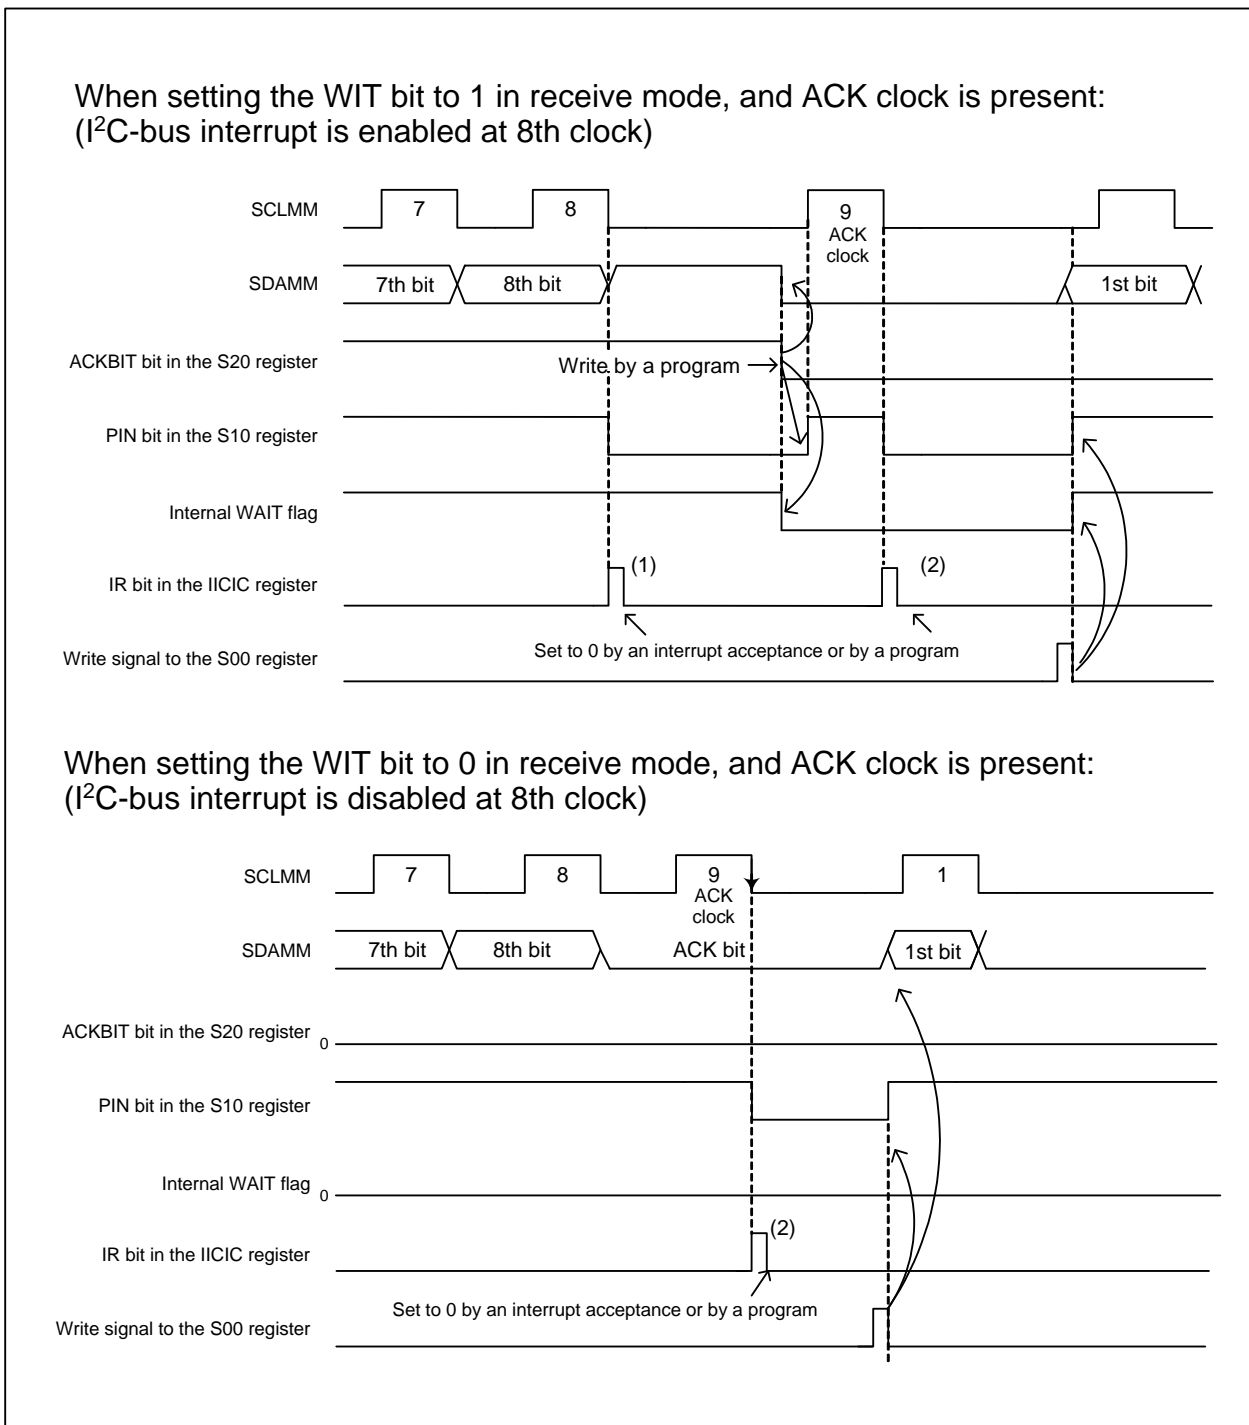 When setting the WIT bit to 1 in receive mode, and ACK clock is present:
(I²C-bus interrupt is enabled at 8th clock)
SCLMM
7
8
9
ACK
clock
SDAMM
7th bit
8th bit
1st bit
ACKBIT bit in the S20 register
Write by a program
PIN bit in the S10 register
Internal WAIT flag
IR bit in the IICIC register
(1)
(2)
Set to 0 by an interrupt acceptance or by a program
Write signal to the S00 register
When setting the WIT bit to 0 in receive mode, and ACK clock is present:
(I²C-bus interrupt is disabled at 8th clock)
SCLMM
7
8
9
ACK
clock
1
SDAMM
7th bit
8th bit
ACK bit
1st bit
ACKBIT bit in the S20 register
0
PIN bit in the S10 register
Internal WAIT flag
0
IR bit in the IICIC register
(2)
Set to 0 by an interrupt acceptance or by a program
Write signal to the S00 register